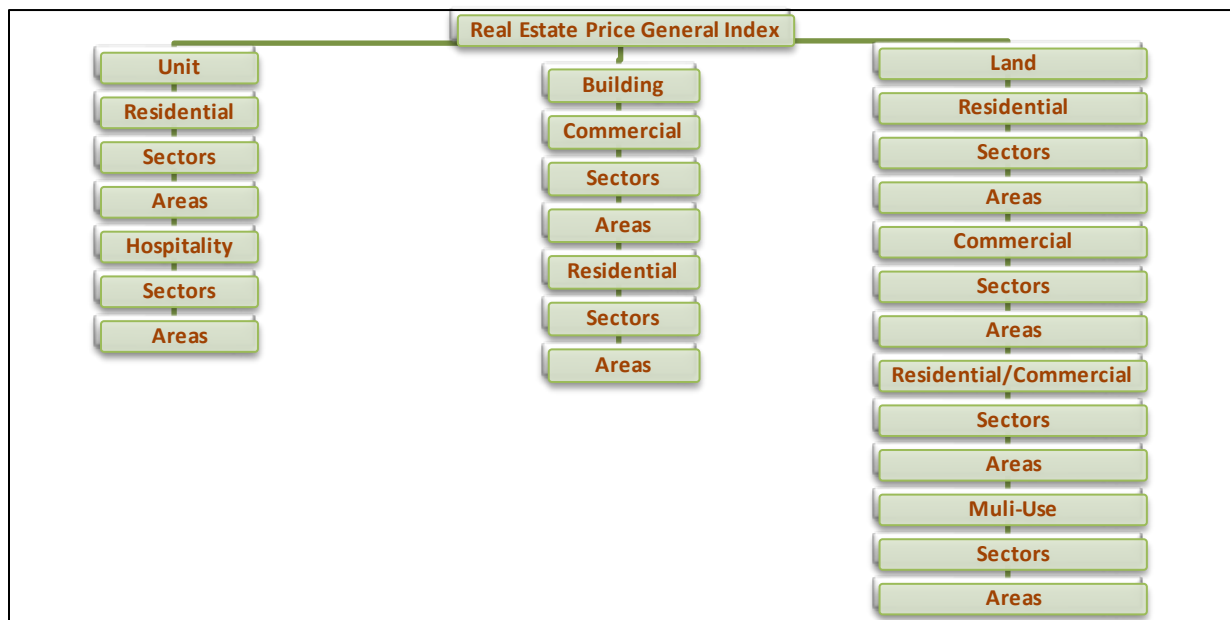 Real Estate Price General Index
Unit
Residential
Sectors
Areas
Hospitality
Sectors
Areas
Building
Commercial
Sectors
Areas
Residential
Sectors
Areas
Land
Residential
Sectors
Areas
Commercial
Sectors
Areas
Residential/Commercial
Sectors
Areas
Muli-Use
Sectors
Areas